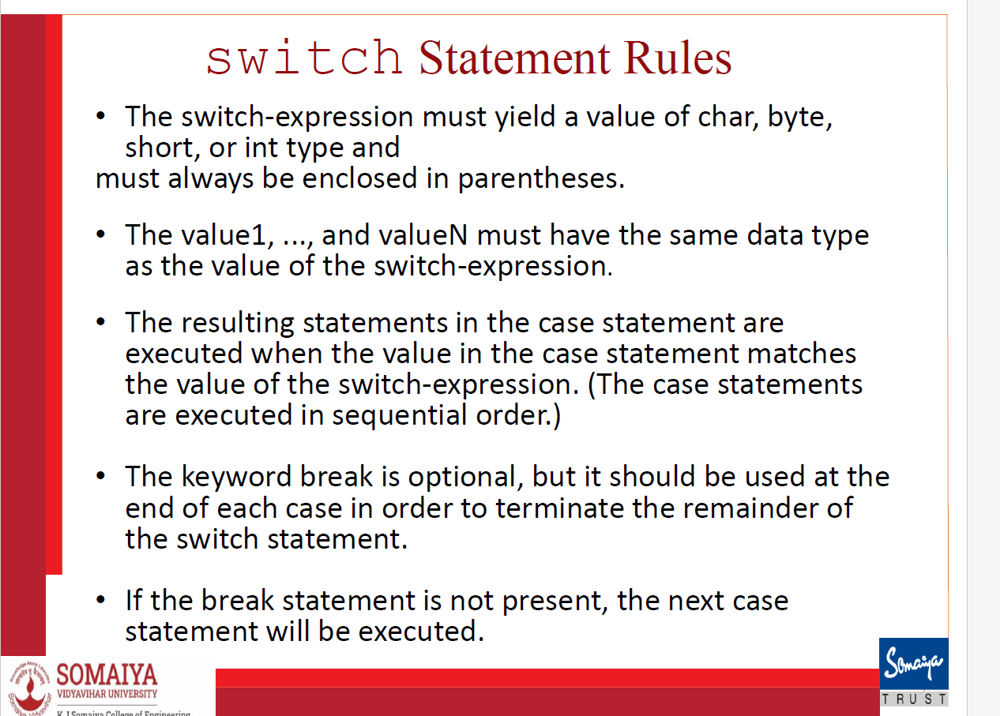 switch Statement Rules
• The switch-expression must yield a value of char, byte,
short, or int type and
must always be enclosed in parentheses.
• The value1, ..., and valueN must have the same data type
as the value of the switch-expression.
• The resulting statements in the case statement are
executed when the value in the case statement matches
the value of the switch-expression. (The case statements
are executed in sequential order.)
• The keyword break is optional, but it should be used at the
end of each case in order to terminate the remainder of
the switch statement.
• If the break statement is not present, the next case
statement will be executed.
SOMAIYA
VIDYAVIHAR UNIVERSITY
K J Somaiya College of Engineering
Somaiya
TRUST